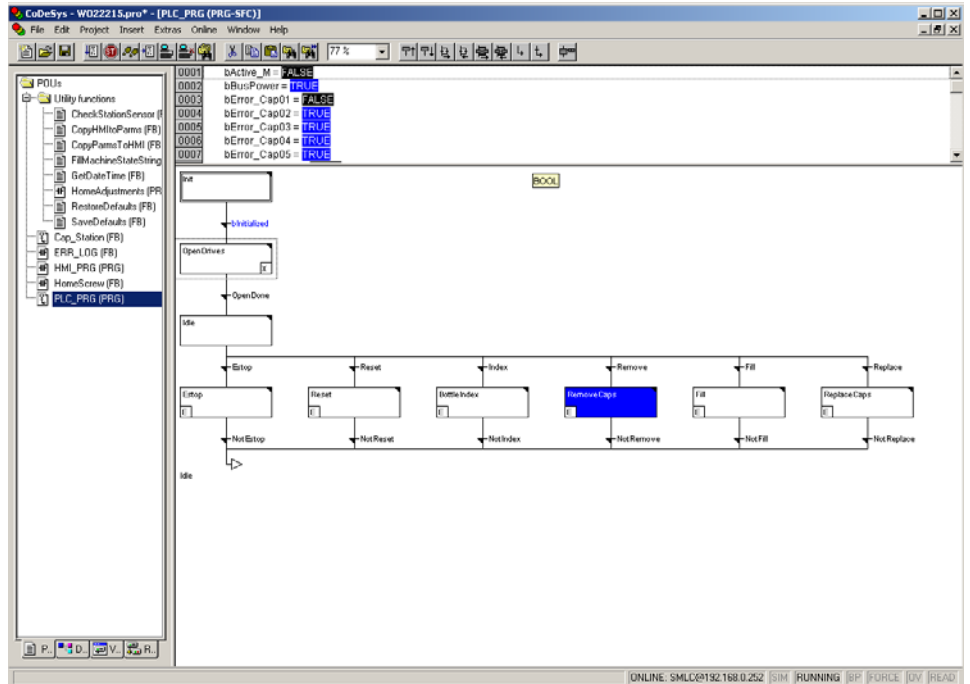 CoDeSys - WO22215.pro* - [PLC_PRG (PRG-SFC)]
File Edit Project Insert Extras Online Window Help
77 %
POUs
Utility functions
CheckStationSensor (F
CopyHMItoParms (FB)
CopyParmsToHMI (FB
FillMachineStateString
GetDateTime (FB)
HomeAdjustments (PR
RestoreDefaults (FB)
SaveDefaults (FB)
Cap_Station (FB)
ERR_LOG (FB)
HMI_PRG (PRG)
HomeScrew (FB)
PLC_PRG (PRG)
P.. D.. V.. R..
0001 bActive_M = FALSE
0002 bBusPower = TRUE
0003 bError_Cap01 = FALSE
0004 bError_Cap02 = TRUE
0005 bError_Cap03 = TRUE
0006 bError_Cap04 = TRUE
0007 bError_Cap05 = TRUE
Init
BOOL
bInitialized
OpenDrives
E
OpenDone
Idle
Estop Reset Index Remove Fill Replace
Estop Reset BottleIndex RemoveCaps Fill ReplaceCaps
E E E E E E
NotEstop NotReset NotIndex NotRemove NotFill NotReplace
Idle
ONLINE: SMLC@192.168.0.252 SIM RUNNING BP FORCE OV READ